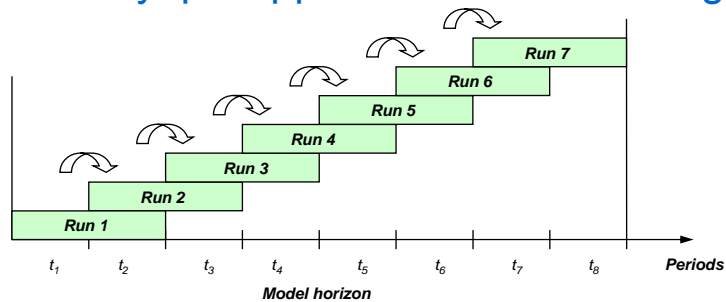 Run 7
Run 6
Run 5
Run 4
Run 3
Run 2
Run 1
t1 t2 t3 t4 t5 t6 t7 t8 Periods
Model horizon